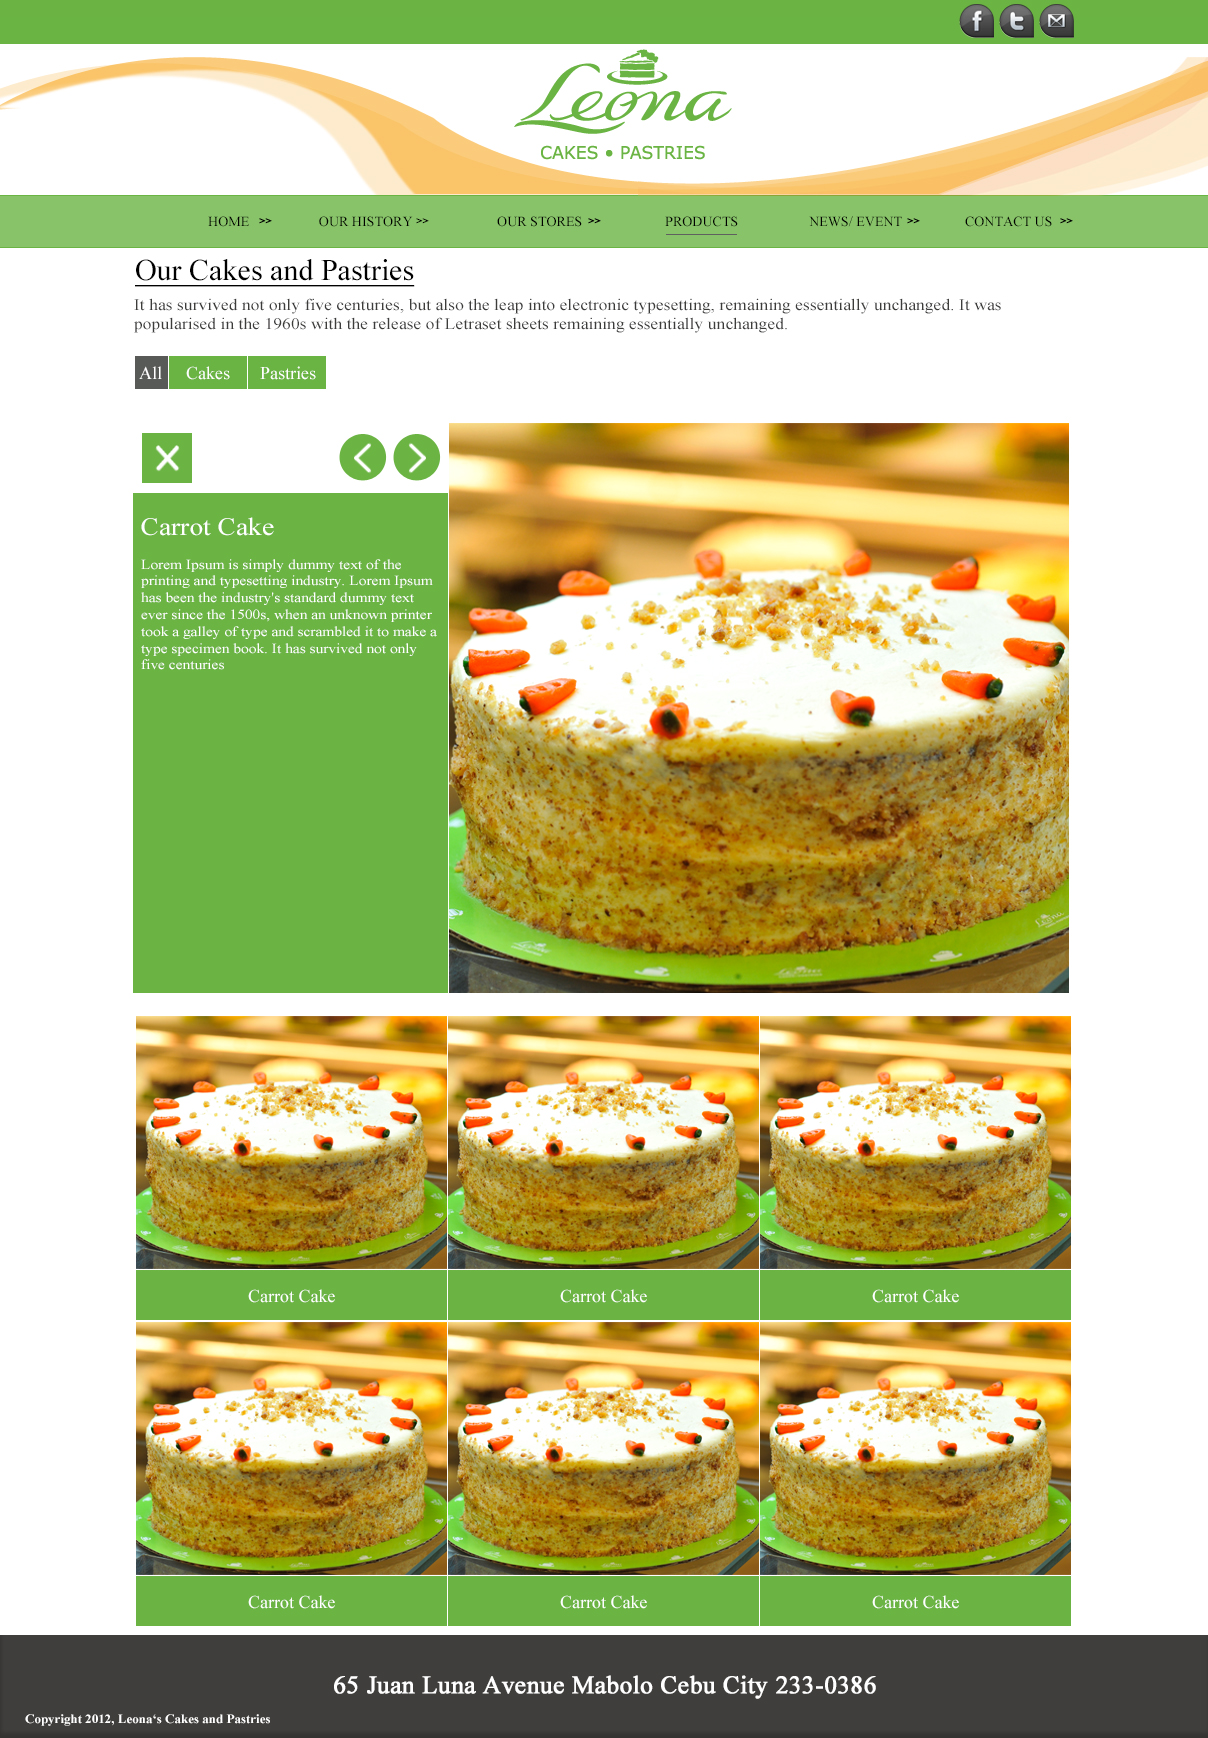 Leona
CAKES • PASTRIES
HOME >> OUR HISTORY >> OUR STORES >> PRODUCTS NEWS/ EVENT >> CONTACT US >>
Our Cakes and Pastries
It has survived not only five centuries, but also the leap into electronic typesetting, remaining essentially unchanged. It was
popularised in the 1960s with the release of Letraset sheets remaining essentially unchanged.
All Cakes Pastries
Carrot Cake
Lorem Ipsum is simply dummy text of the
printing and typesetting industry. Lorem Ipsum
has been the industry's standard dummy text
ever since the 1500s, when an unknown printer
took a galley of type and scrambled it to make a
type specimen book. It has survived not only
five centuries
Carrot Cake Carrot Cake Carrot Cake
Carrot Cake Carrot Cake Carrot Cake
65 Juan Luna Avenue Mabolo Cebu City 233-0386
Copyright 2012, Leona‘s Cakes and Pastries